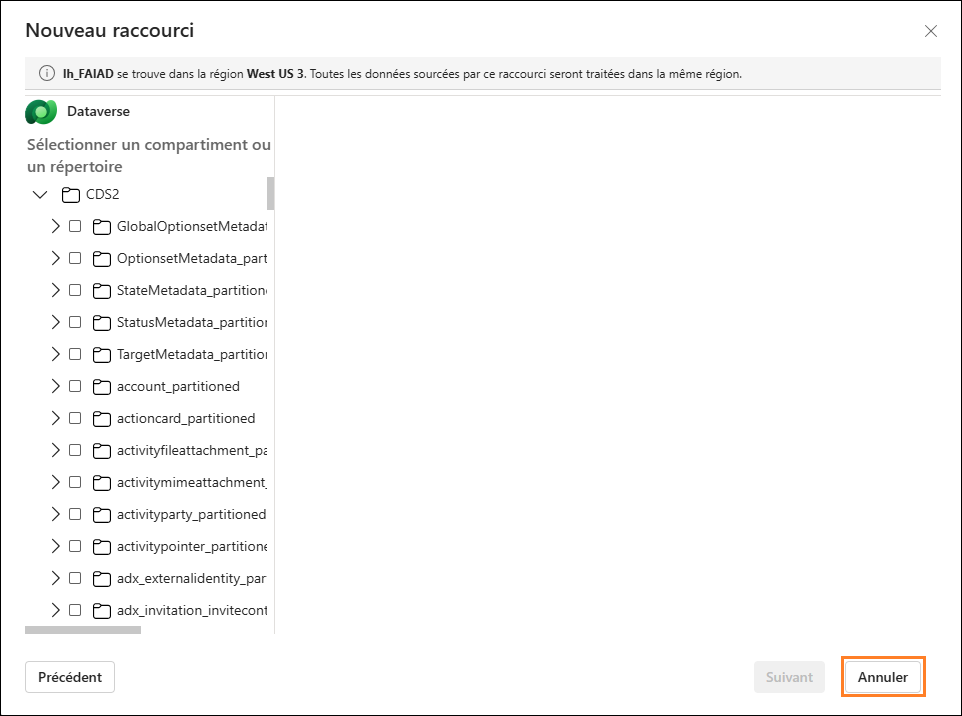 Nouveau raccourci
lh_FAIAD se trouve dans la région West US 3. Toutes les données sourcées par ce raccourci seront traitées dans la même région.
Dataverse
Sélectionner un compartiment ou
un répertoire
CDS2
GlobalOptionsetMetadat
OptionsetMetadata_part
StateMetadata_partition
StatusMetadata_partition
TargetMetadata_partition
account_partitioned
actioncard_partitioned
activityfileattachment_pa
activitymimeattachment_
activityparty_partitioned
activitypointer_partitione
adx_externalidentity_par
adx_invitation_invitecont
Précédent
Suivant
Annuler